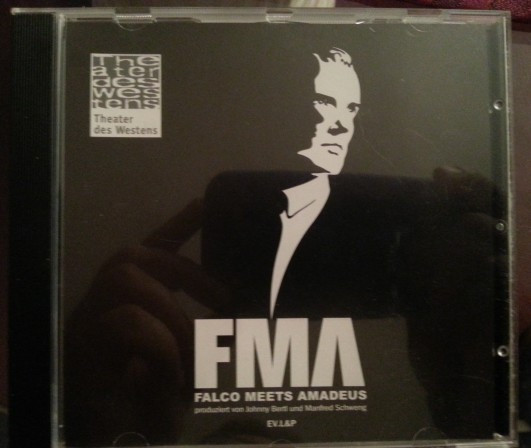 The
ater
des
Wes
tens
Theater
des Westens
FMA
FALCO MEETS AMADEUS
produziert von Johnny Bertl und Manfred Schweng
EV.L&P